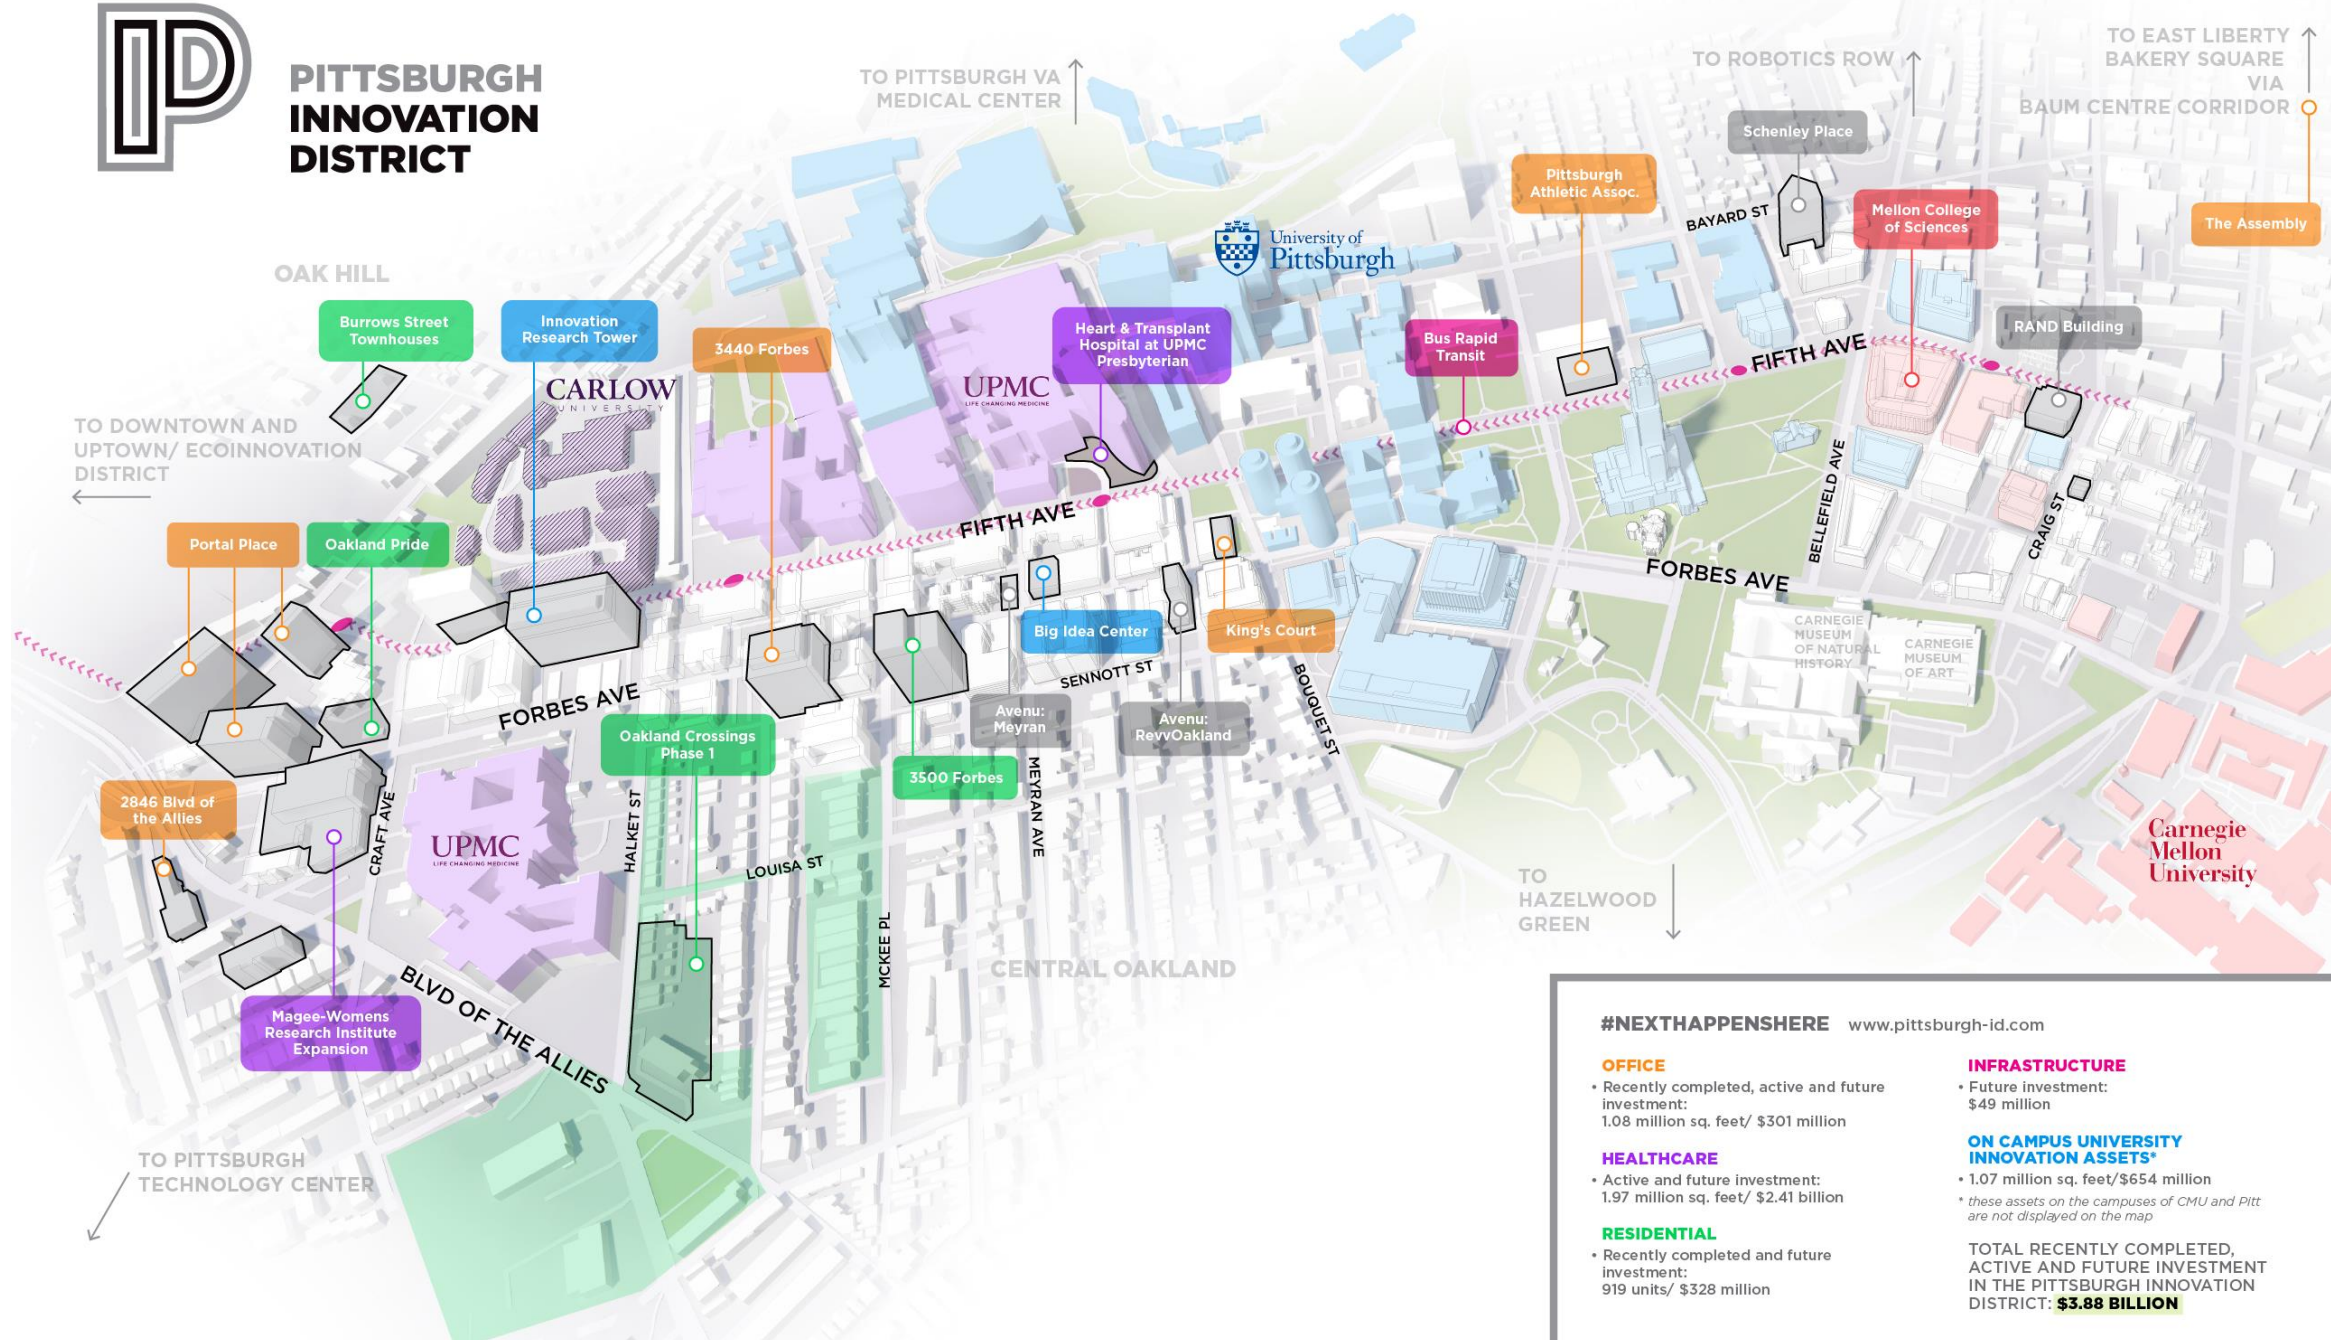 PITTSBURGH
INNOVATION
DISTRICT
TO PITTSBURGH VA
MEDICAL CENTER
TO ROBOTICS ROW
TO EAST LIBERTY
BAKERY SQUARE
VIA
BAUM CENTRE CORRIDOR
Schenley Place
Pittsburgh
Athletic Assoc.
BAYARD ST
Mellon College
of Sciences
The Assembly
University of
Pittsburgh
OAK HILL
Burrows Street
Townhouses
Innovation
Research Tower
3440 Forbes
Heart & Transplant
Hospital at UPMC
Presbyterian
Bus Rapid
Transit
RAND Building
FIFTH AVE
CARLOW
UNIVERSITY
UPMC
LIFE CHANGING MEDICINE
TO DOWNTOWN AND
UPTOWN/ ECOINNOVATION
DISTRICT
FIFTH AVE
BELLEFIELD AVE
CRAIG ST
Portal Place
Oakland Pride
FORBES AVE
Big Idea Center
King's Court
CARNEGIE
MUSEUM
OF NATURAL
HISTORY
CARNEGIE
MUSEUM
OF ART
SENNOTT ST
BOUQUET ST
FORBES AVE
Avenu:
Meyran
Avenu:
RevvOakland
Oakland Crossings
Phase 1
3500 Forbes
MEYRAN AVE
2846 Blvd of
the Allies
CRAFT AVE
UPMC
LIFE CHANGING MEDICINE
HALKET ST
LOUISA ST
MCKEE PL
Carnegie
Mellon
University
TO
HAZELWOOD
GREEN
CENTRAL OAKLAND
BLVD OF THE ALLIES
Magee-Womens
Research Institute
Expansion
TO PITTSBURGH
TECHNOLOGY CENTER
#NEXTHAPPENSHERE www.pittsburgh-id.com
OFFICE
• Recently completed, active and future
investment:
1.08 million sq. feet/ $301 million
HEALTHCARE
• Active and future investment:
1.97 million sq. feet/ $2.41 billion
RESIDENTIAL
• Recently completed and future
investment:
919 units/ $328 million
INFRASTRUCTURE
• Future investment:
$49 million
ON CAMPUS UNIVERSITY
INNOVATION ASSETS*
• 1.07 million sq. feet/$654 million
* these assets on the campuses of CMU and Pitt
are not displayed on the map
TOTAL RECENTLY COMPLETED,
ACTIVE AND FUTURE INVESTMENT
IN THE PITTSBURGH INNOVATION
DISTRICT: $3.88 BILLION